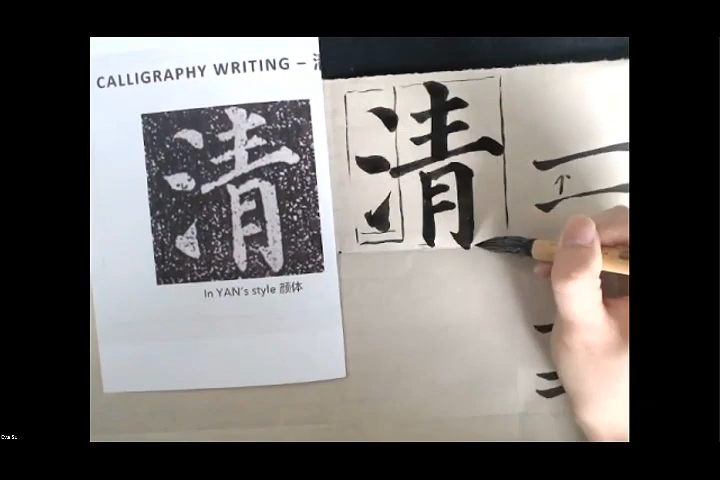 CALLIGRAPHY WRITING –
清
In YAN's style 颜体
清